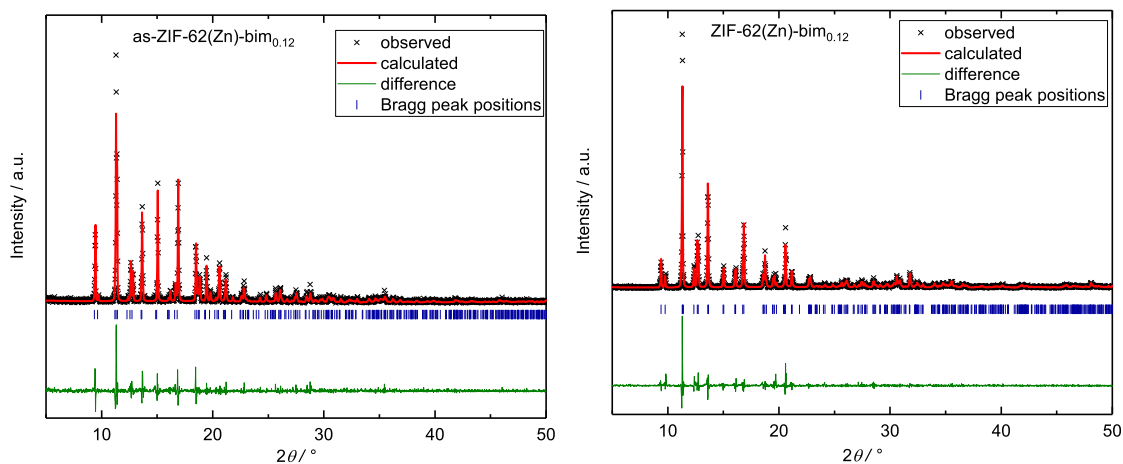 as-ZIF-62(Zn)-bim0.12
observed
calculated
difference
Bragg peak positions
Intensity / a.u.
10 20 30 40 50
2θ / °
ZIF-62(Zn)-bim0.12
observed
calculated
difference
Bragg peak positions
Intensity / a.u.
10 20 30 40 50
2θ / °